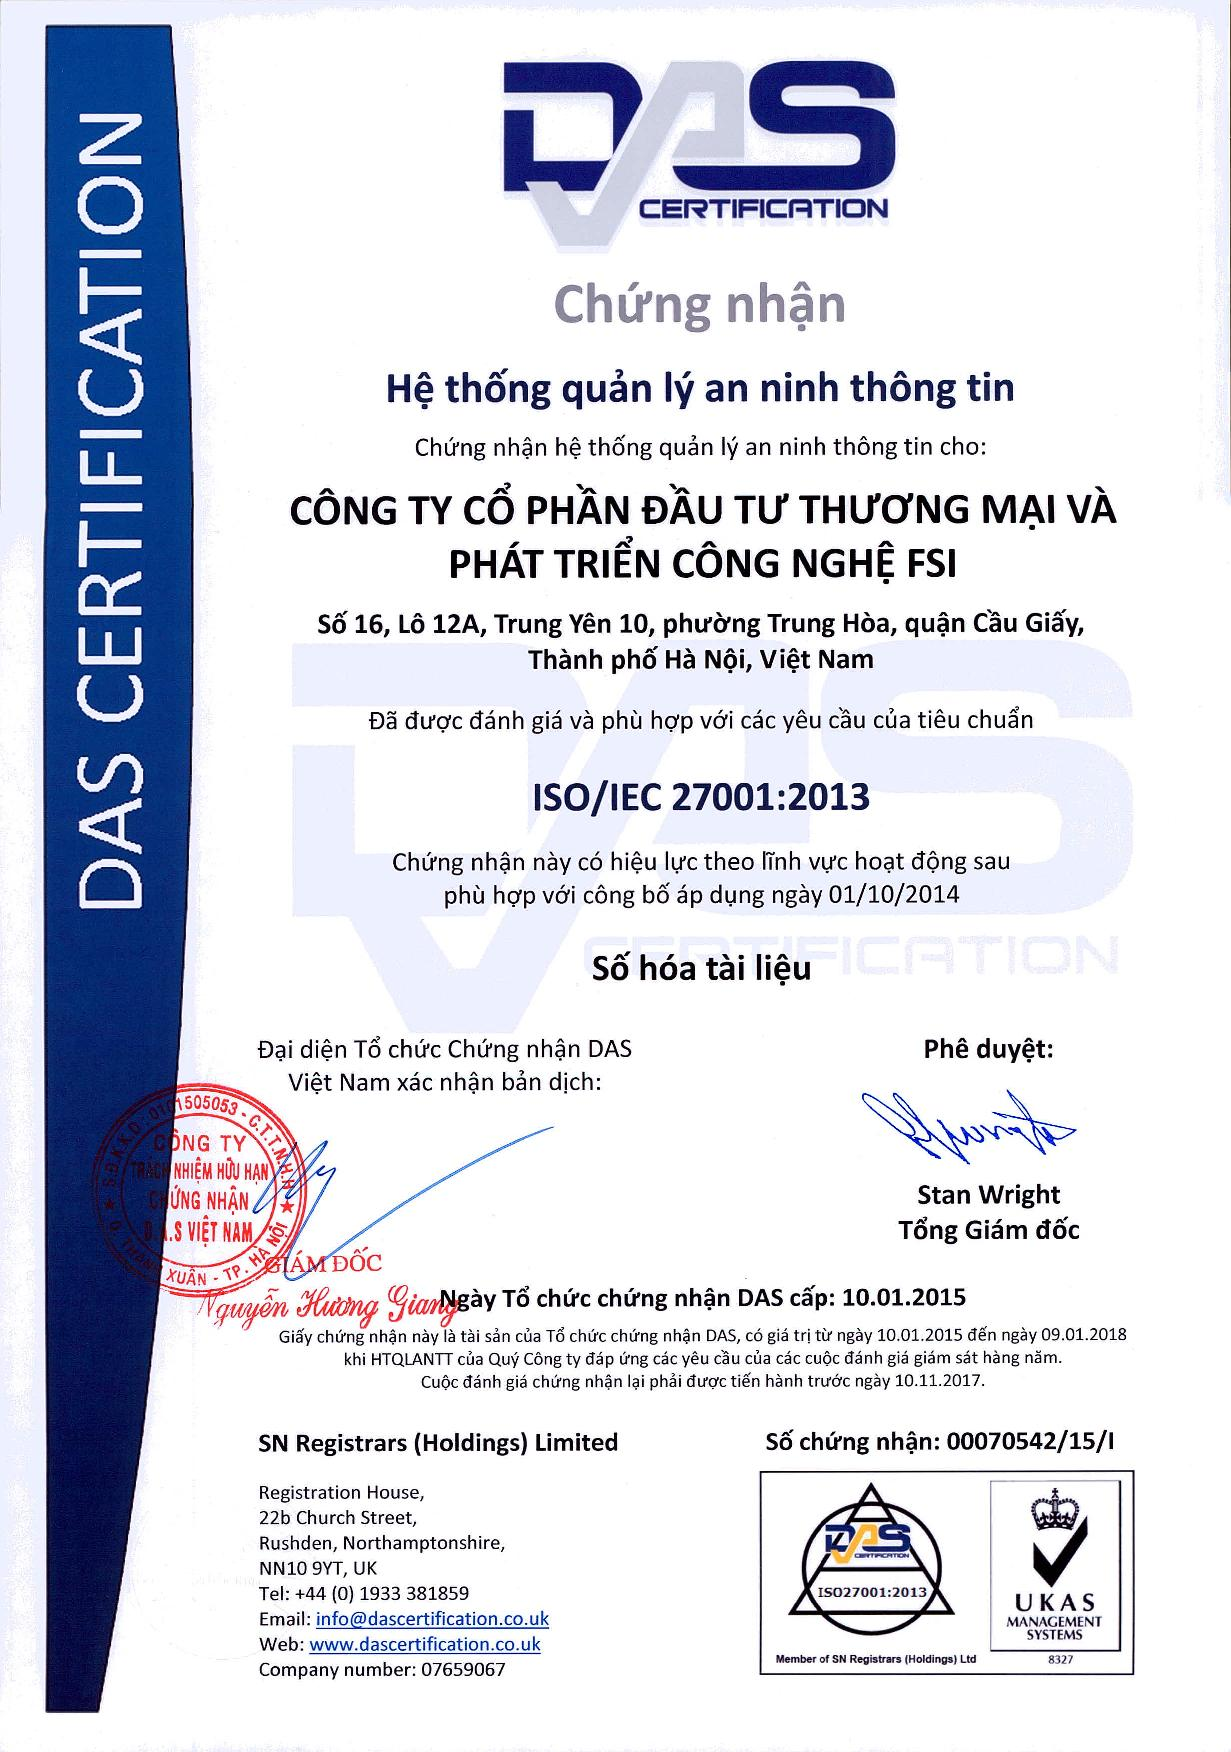 DAS CERTIFICATION
DAS
CERTIFICATION
Chứng nhận
Hệ thống quản lý an ninh thông tin
Chứng nhận hệ thống quản lý an ninh thông tin cho:
CÔNG TY CỔ PHẦN ĐẦU TƯ THƯƠNG MẠI VÀ
PHÁT TRIỂN CÔNG NGHỆ FSI
Số 16, Lô 12A, Trung Yên 10, phường Trung Hòa, quận Cầu Giấy,
Thành phố Hà Nội, Việt Nam
Đã được đánh giá và phù hợp với các yêu cầu của tiêu chuẩn
ISO/IEC 27001:2013
Chứng nhận này có hiệu lực theo lĩnh vực hoạt động sau
phù hợp với công bố áp dụng ngày 01/10/2014
DAS
CERTIFICATION
Số hóa tài liệu
Đại diện Tổ chức Chứng nhận DAS
Việt Nam xác nhận bản dịch:
Phê duyệt:
S.Đ.K.K.D: 0101505053 - C.T.T.N.H.H
CÔNG TY
TRÁCH NHIỆM HỮU HẠN
CHỨNG NHẬN
D.A.S VIỆT NAM
Q. THANH XUÂN - TP. HÀ NỘI
GIÁM ĐỐC
Nguyễn Hương Giang
Stan Wright
Tổng Giám đốc
Ngày Tổ chức chứng nhận DAS cấp: 10.01.2015
Giấy chứng nhận này là tài sản của Tổ chức chứng nhận DAS, có giá trị từ ngày 10.01.2015 đến ngày 09.01.2018
khi HTQLANTT của Quý Công ty đáp ứng các yêu cầu của các cuộc đánh giá giám sát hàng năm.
Cuộc đánh giá chứng nhận lại phải được tiến hành trước ngày 10.11.2017.
SN Registrars (Holdings) Limited
Registration House,
22b Church Street,
Rushden, Northamptonshire,
NN10 9YT, UK
Tel: +44 (0) 1933 381859
Email: info@dascertification.co.uk
Web: www.dascertification.co.uk
Company number: 07659067
Số chứng nhận: 00070542/15/I
DAS
CERTIFICATION
ISO27001:2013
Member of SN Registrars (Holdings) Ltd
UKAS
MANAGEMENT
SYSTEMS
8327